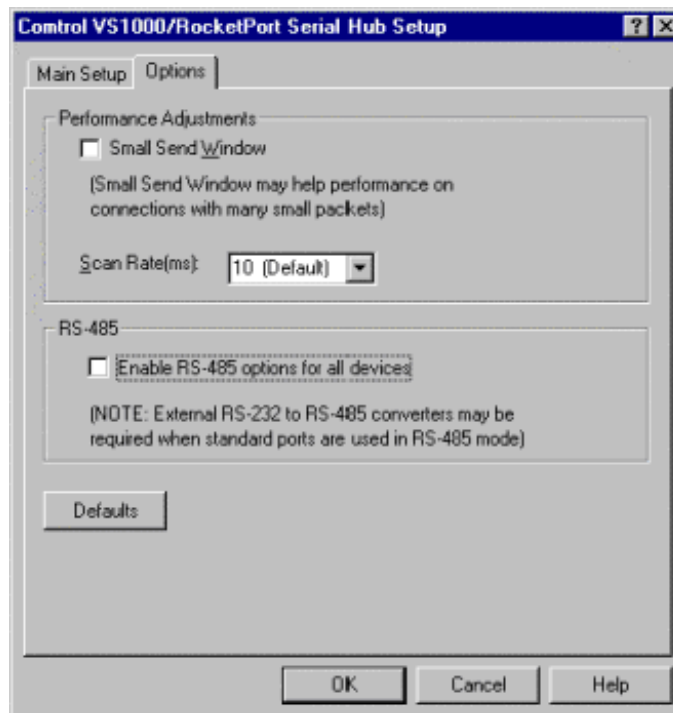 Comtrol VS1000/RocketPort Serial Hub Setup
Main Setup
Options
Performance Adjustments
Small Send Window
(Small Send Window may help performance on
connections with many small packets)
Scan Rate(ms):
10 (Default)
RS-485
Enable RS-485 options for all devices
(NOTE: External RS-232 to RS-485 converters may be
required when standard ports are used in RS-485 mode)
Defaults
OK
Cancel
Help